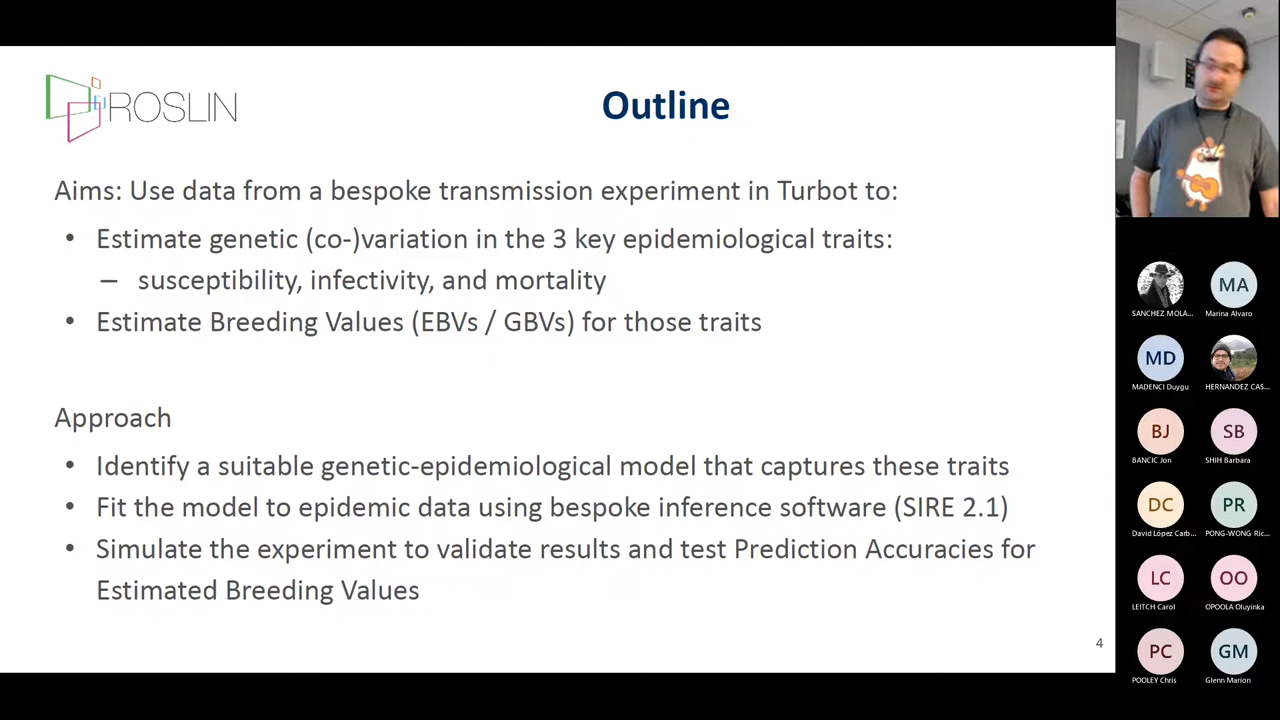 ROSLIN
Outline
Aims: Use data from a bespoke transmission experiment in Turbot to:
• Estimate genetic (co-)variation in the 3 key epidemiological traits:
– susceptibility, infectivity, and mortality
• Estimate Breeding Values (EBVs / GBVs) for those traits
Approach
• Identify a suitable genetic-epidemiological model that captures these traits
• Fit the model to epidemic data using bespoke inference software (SIRE 2.1)
• Simulate the experiment to validate results and test Prediction Accuracies for
Estimated Breeding Values
4
MA
SANCHEZ MOLA...
Marina Alvaro
MD
MADENCI Duygu
HERNANDEZ CAS...
BJ
SB
BANCIC Jon
SHIH Barbara
DC
PR
David López Carb...
PONG-WONG Ric...
LC
OO
LEITCH Carol
OPOOLA Oluyinka
PC
GM
POOLEY Chris
Glenn Marion